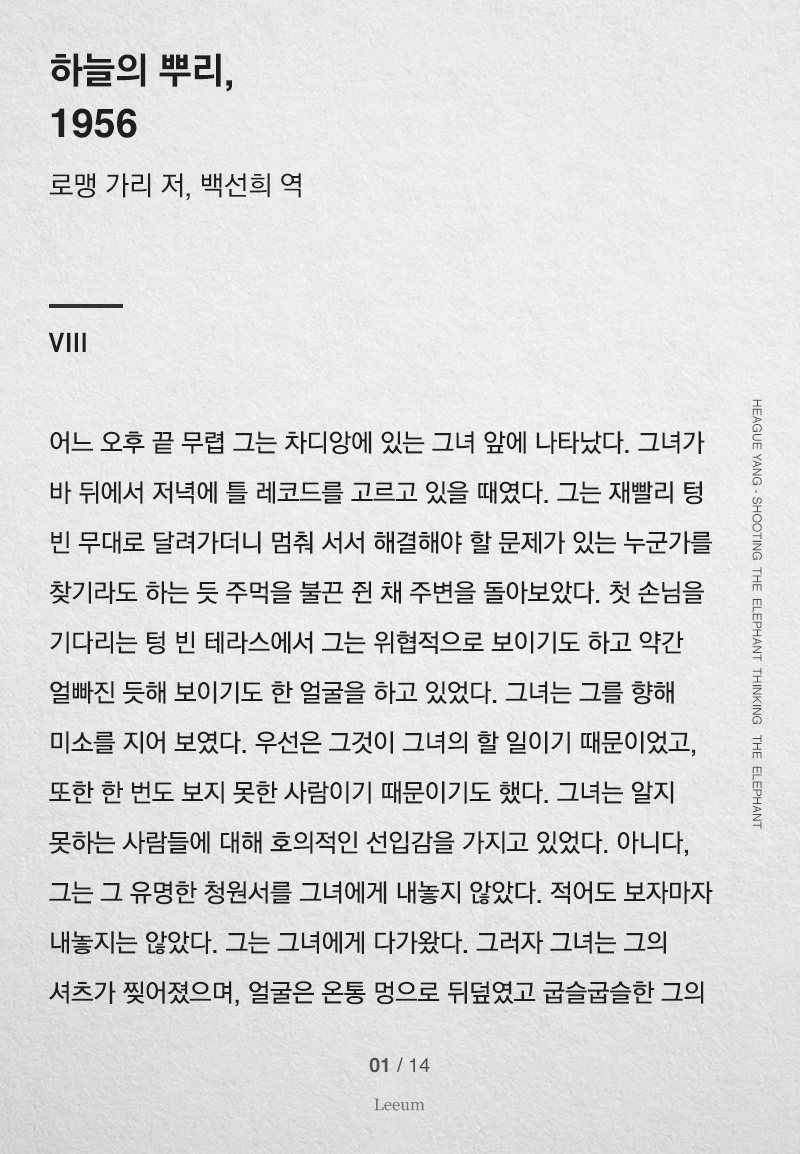 하늘의 뿌리,
1956
로맹 가리 저, 백선희 역
VIII
어느 오후 끝 무렵 그는 차디앙에 있는 그녀 앞에 나타났다. 그녀가
바 뒤에서 저녁에 틀 레코드를 고르고 있을 때였다. 그는 재빨리 텅
빈 무대로 달려가더니 멈춰 서서 해결해야 할 문제가 있는 누군가를
찾기라도 하는 듯 주먹을 불끈 쥔 채 주변을 돌아보았다. 첫 손님을
기다리는 텅 빈 테라스에서 그는 위협적으로 보이기도 하고 약간
얼빠진 듯해 보이기도 한 얼굴을 하고 있었다. 그녀는 그를 향해
미소를 지어 보였다. 우선은 그것이 그녀의 할 일이기 때문이었고,
또한 한 번도 보지 못한 사람이기 때문이기도 했다. 그녀는 알지
못하는 사람들에 대해 호의적인 선입감을 가지고 있었다. 아니다,
그는 그 유명한 청원서를 그녀에게 내놓지 않았다. 적어도 보자마자
내놓지는 않았다. 그는 그녀에게 다가왔다. 그러자 그녀는 그의
셔츠가 찢어졌으며, 얼굴은 온통 멍으로 뒤덮였고 굽슬굽슬한 그의
HEAGUE YANG - SHOOTING THE ELEPHANT THINKING THE ELEPHANT
01 / 14
Leeum